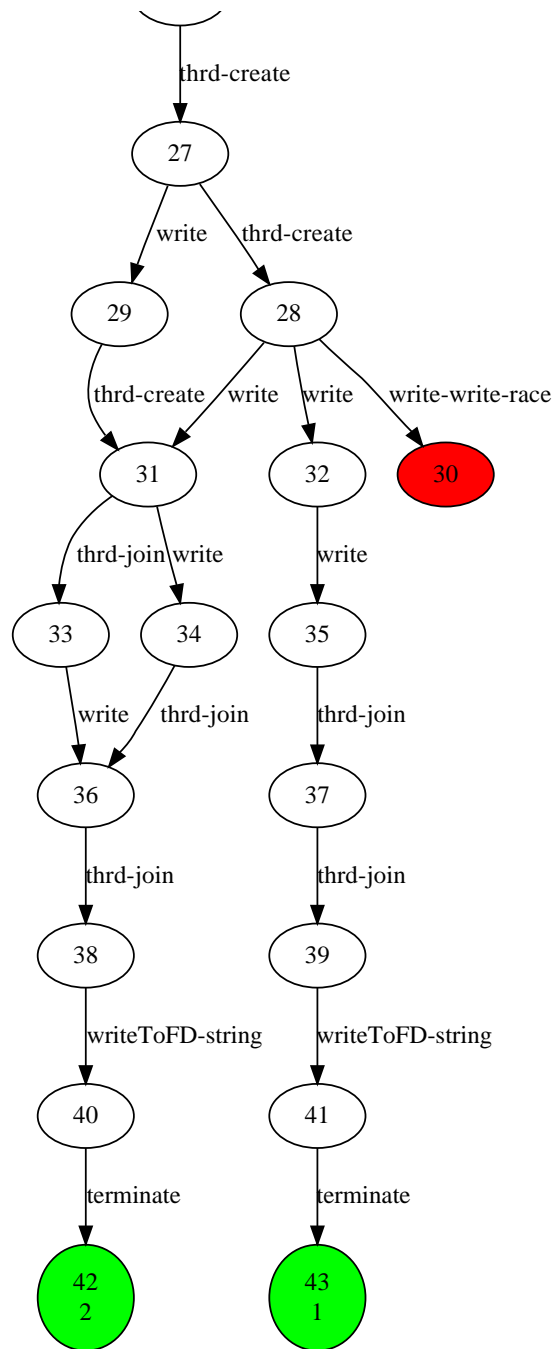 thrd-create
27
write
thrd-create
29
28
thrd-create
write
write
write-write-race
31
32
30
thrd-join
write
write
33
34
35
write
thrd-join
thrd-join
36
37
thrd-join
thrd-join
38
39
writeToFD-string
writeToFD-string
40
41
terminate
terminate
42
2
43
1